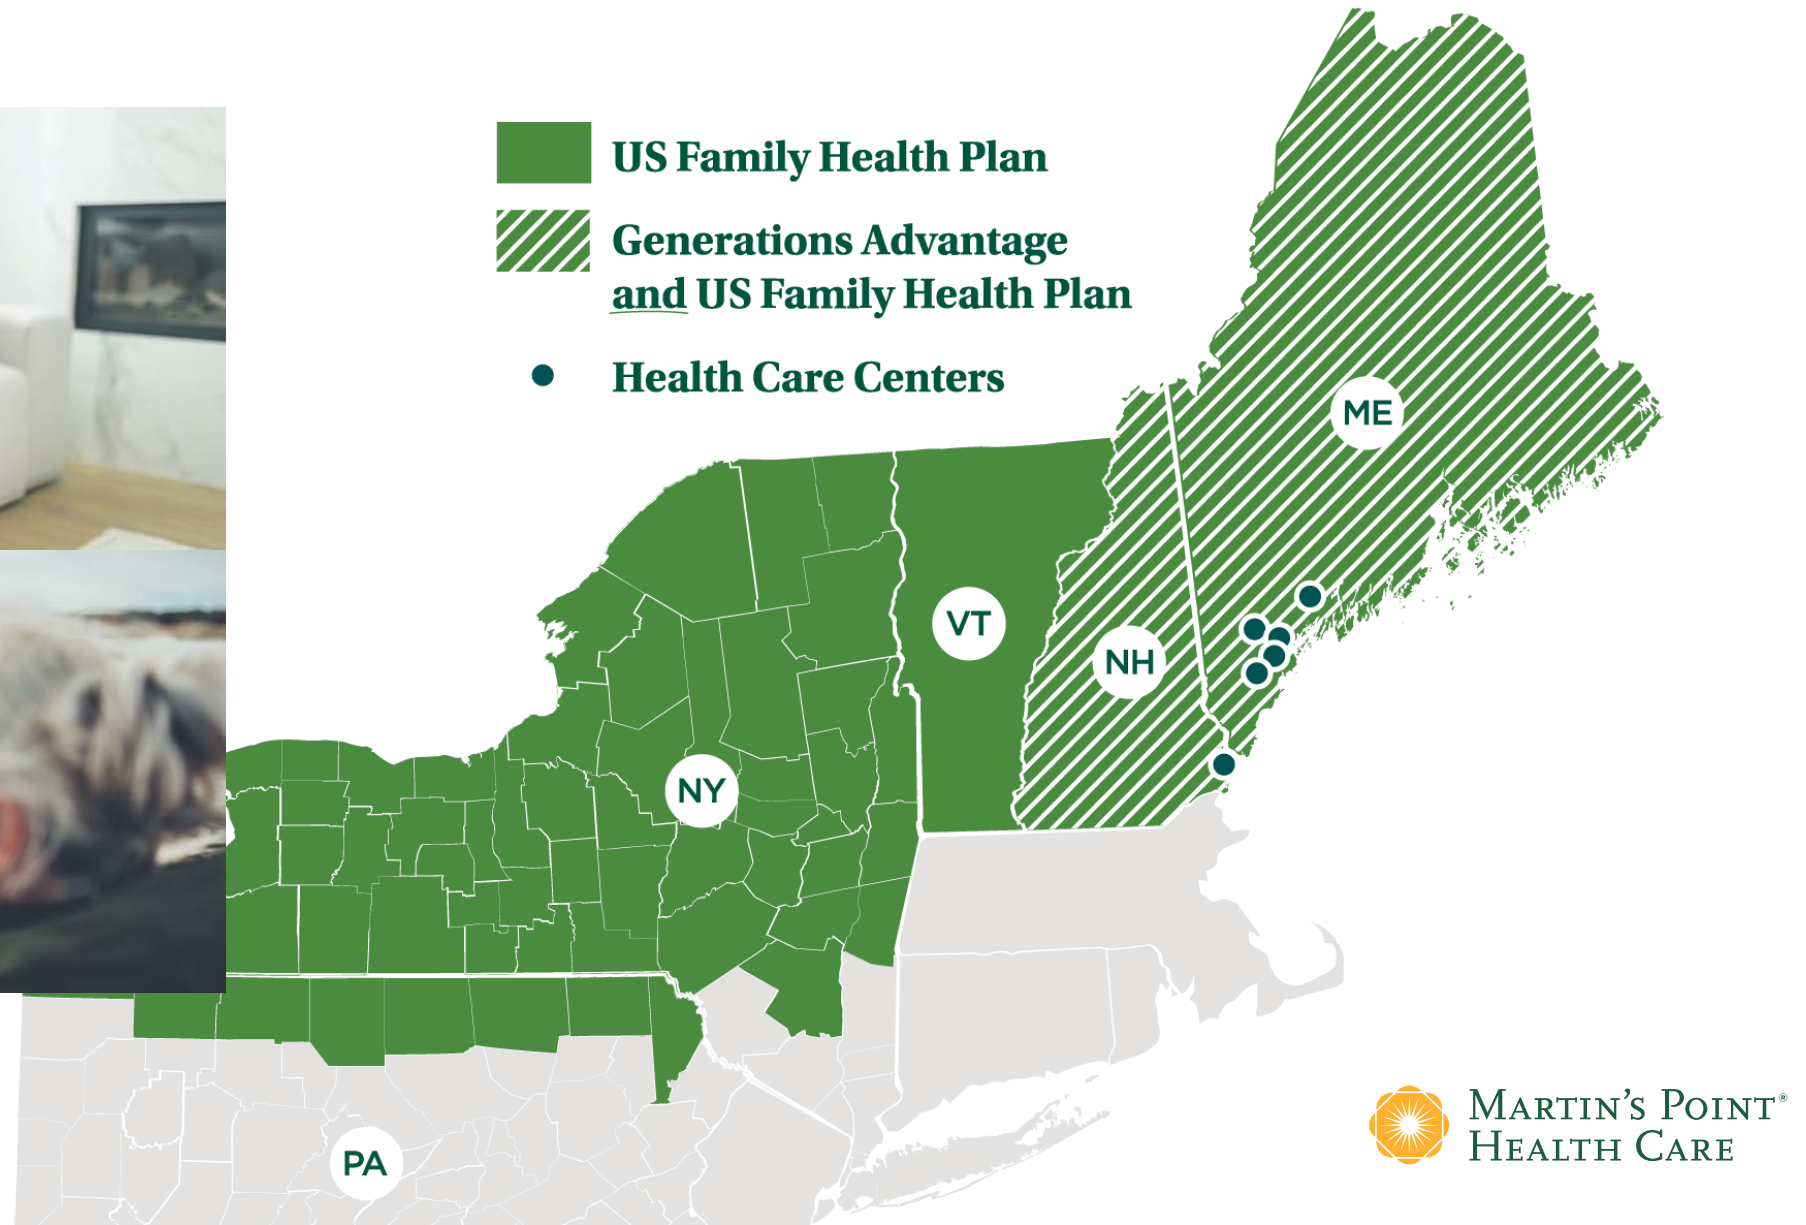 US Family Health Plan
Generations Advantage
and US Family Health Plan
Health Care Centers
ME
VT
NH
NY
PA
MARTIN'S POINT®
HEALTH CARE